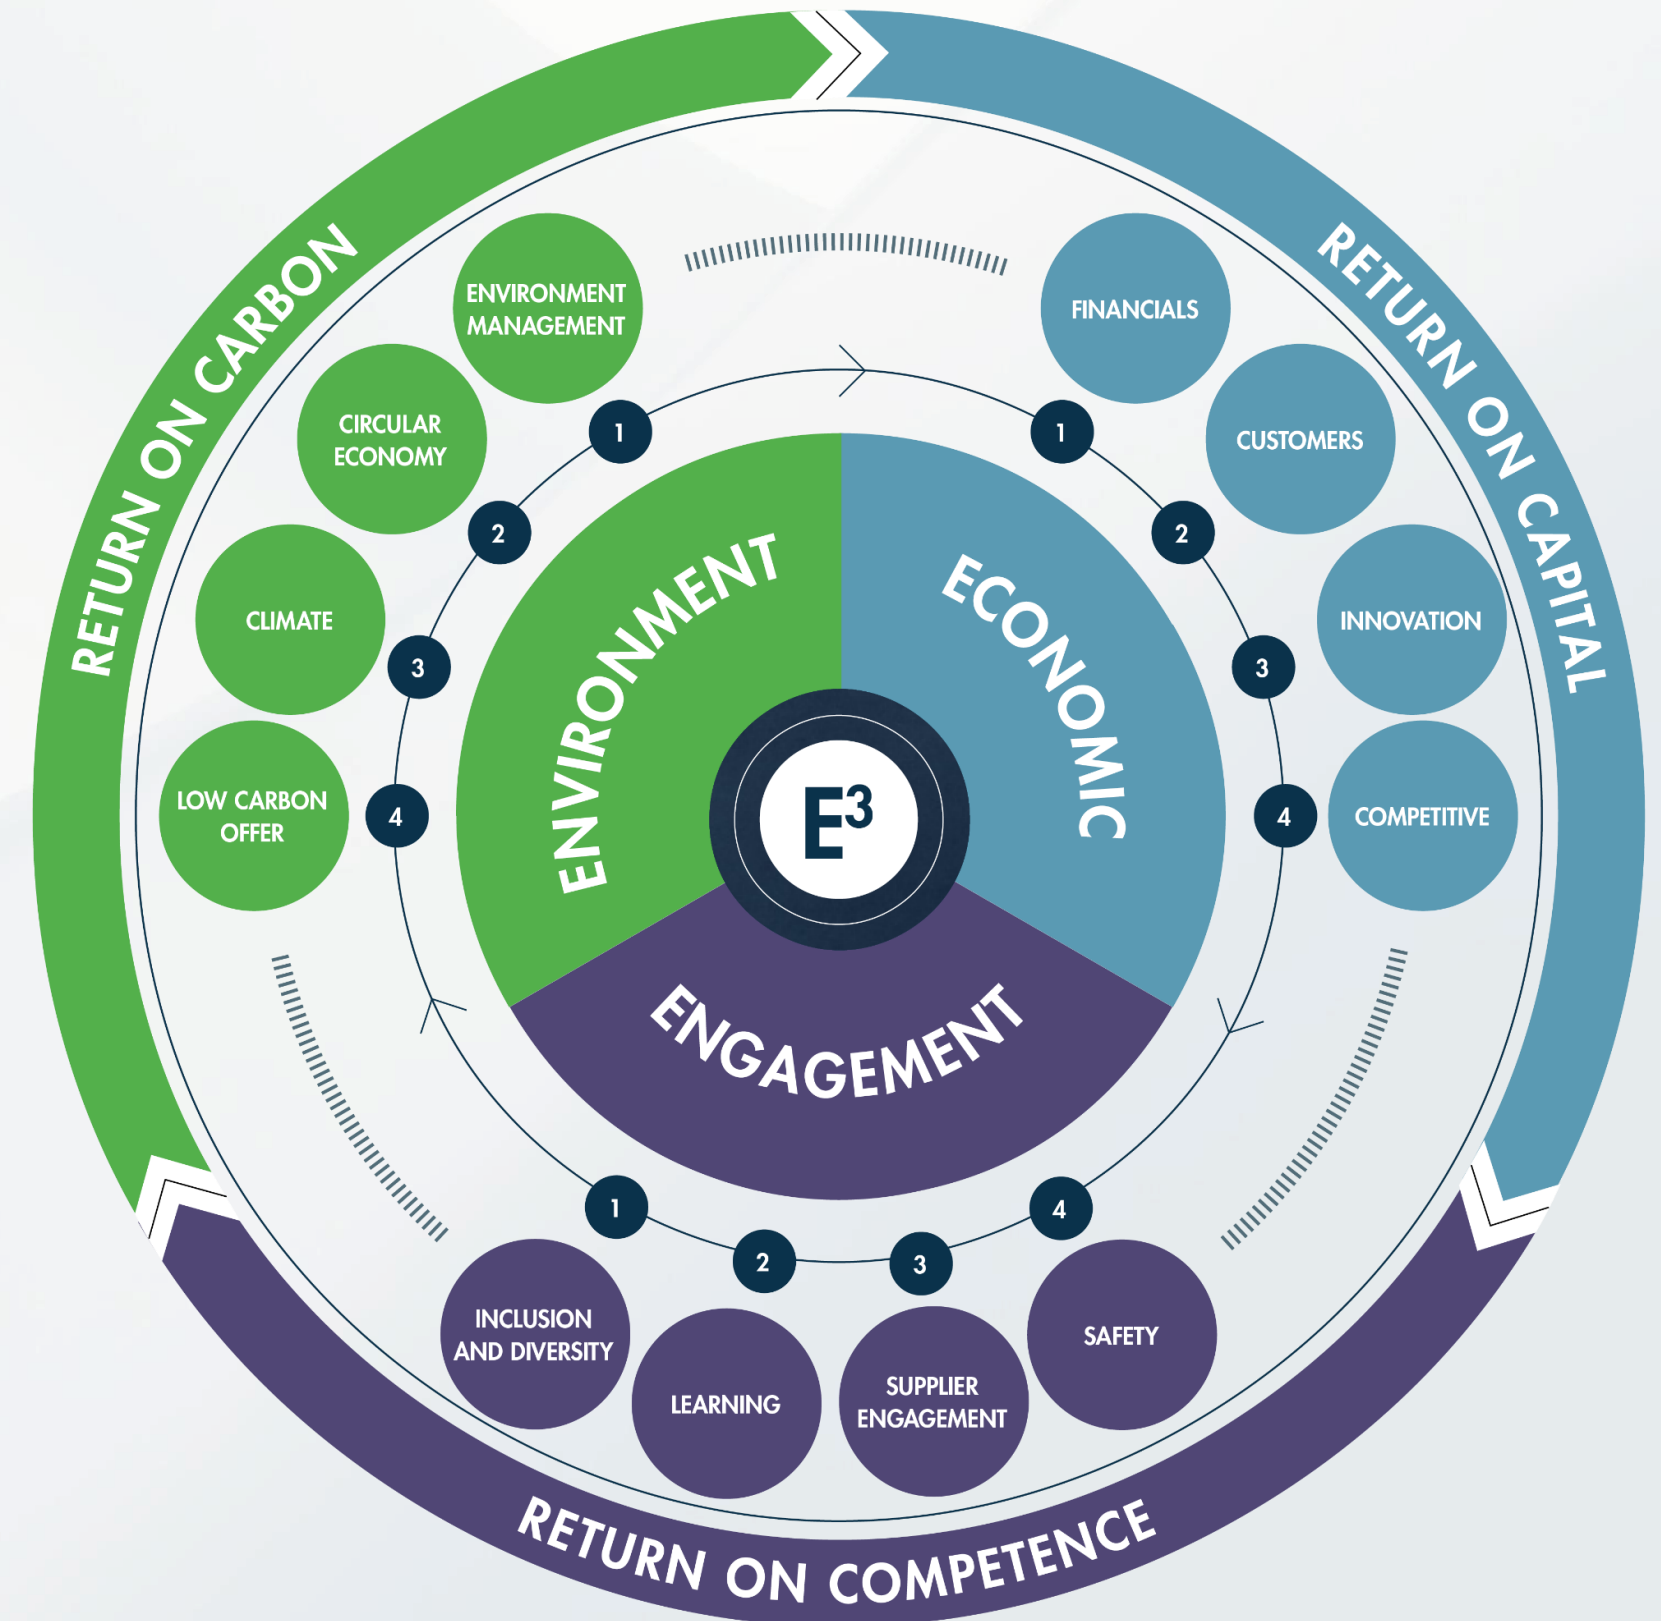 RETURN ON CARBON
RETURN ON CAPITAL
ENVIRONMENT
MANAGEMENT
1
CIRCULAR
ECONOMY
2
CLIMATE
3
LOW CARBON
OFFER
4
FINANCIALS
1
CUSTOMERS
2
INNOVATION
3
COMPETITIVE
4
ENVIRONMENT
ECONOMIC
E³
ENGAGEMENT
1
INCLUSION
AND DIVERSITY
2
LEARNING
3
SUPPLIER
ENGAGEMENT
4
SAFETY
RETURN ON COMPETENCE